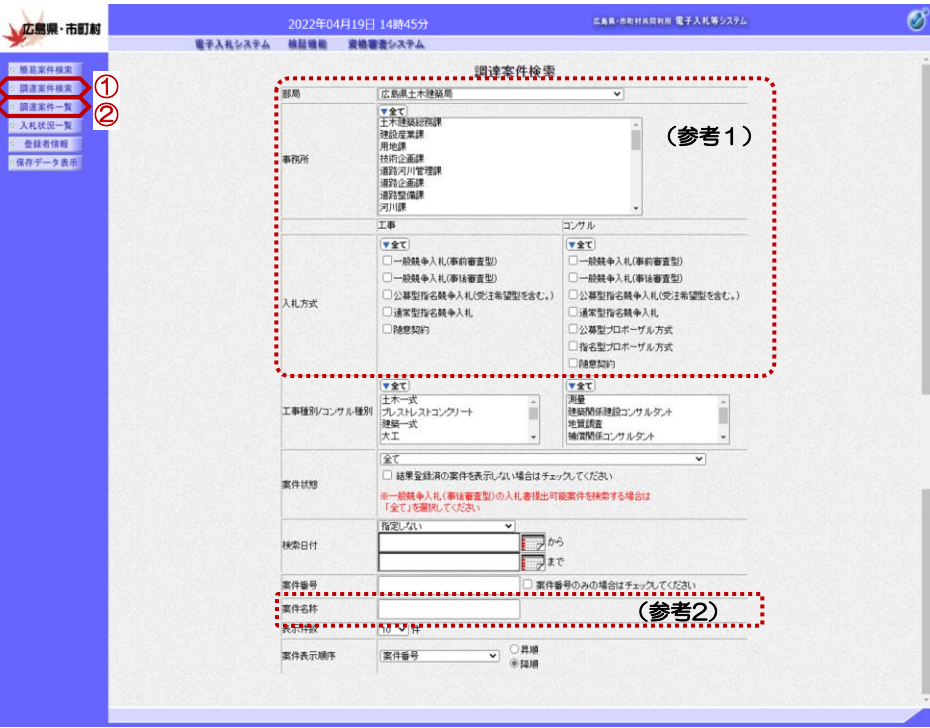 広島県・市町村
2022年04月19日 14時45分
広島県・市町村共同利用 電子入札等システム
電子入札システム 検証機能 資格審査システム
簡易案件検索
調達案件検索 ①
調達案件一覧 ②
入札状況一覧
登録者情報
保存データ表示
調達案件検索
部局 広島県土木建築局
事務所
▼全て
土木建築総務課
建設産業課
用地課
技術企画課
道路河川管理課
道路企画課
道路整備課
河川課
(参考1)
工事 コンサル
入札方式
▼全て
一般競争入札(事前審査型)
一般競争入札(事後審査型)
公募型指名競争入札(受注希望型を含む。)
通常型指名競争入札
随意契約
▼全て
一般競争入札(事前審査型)
一般競争入札(事後審査型)
公募型指名競争入札(受注希望型を含む。)
通常型指名競争入札
公募型プロポーザル方式
指名型プロポーザル方式
随意契約
工事種別/コンサル種別
▼全て
土木一式
プレストレストコンクリート
建築一式
大工
▼全て
測量
建築関係建設コンサルタント
地質調査
補償関係コンサルタント
案件状態
全て
結果登録済の案件を表示しない場合はチェックしてください
※一般競争入札(事後審査型)の入札書提出可能案件を検索する場合は
「全て」を選択してください
検索日付
指定しない
から
まで
案件番号 案件番号のみの場合はチェックしてください
案件名称 (参考2)
表示件数 10 件
案件表示順序 案件番号
昇順
降順